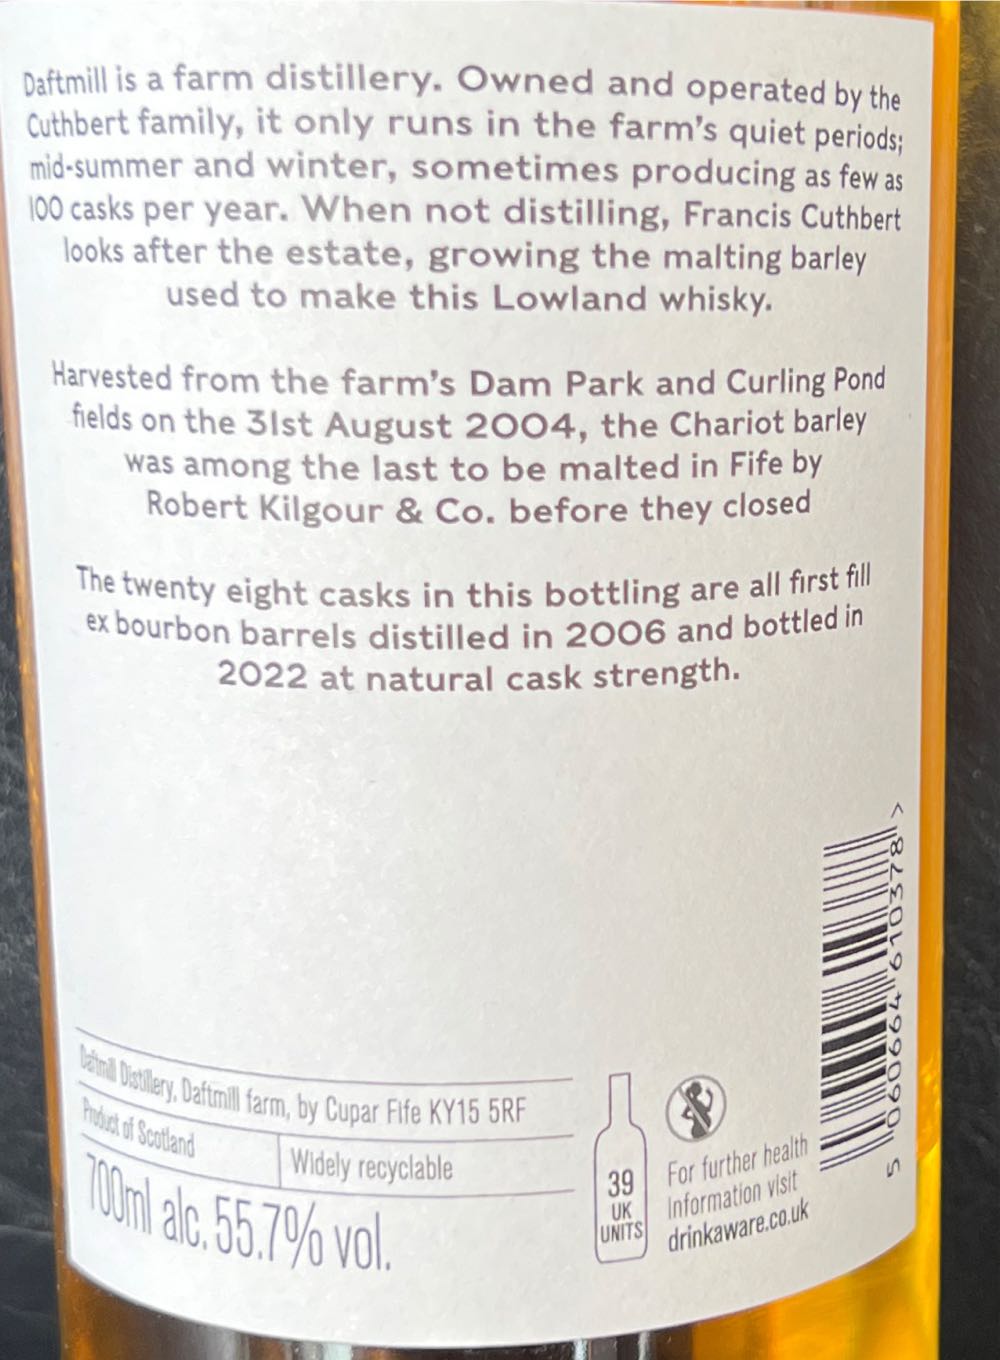 Daftmill is a farm distillery. Owned and operated by the
Cuthbert family, it only runs in the farm's quiet periods;
mid-summer and winter, sometimes producing as few as
100 casks per year. When not distilling, Francis Cuthbert
looks after the estate, growing the malting barley
used to make this Lowland whisky.
Harvested from the farm's Dam Park and Curling Pond
fields on the 31st August 2004, the Chariot barley
was among the last to be malted in Fife by
Robert Kilgour & Co. before they closed
The twenty eight casks in this bottling are all first fill
ex bourbon barrels distilled in 2006 and bottled in
2022 at natural cask strength.
Daftmill Distillery, Daftmill farm, by Cupar Fife KY15 5RF
Product of Scotland
Widely recyclable
700ml alc. 55.7% vol.
39
UK
UNITS
For further health
Information visit
drinkaware.co.uk
5 060664 610378 >